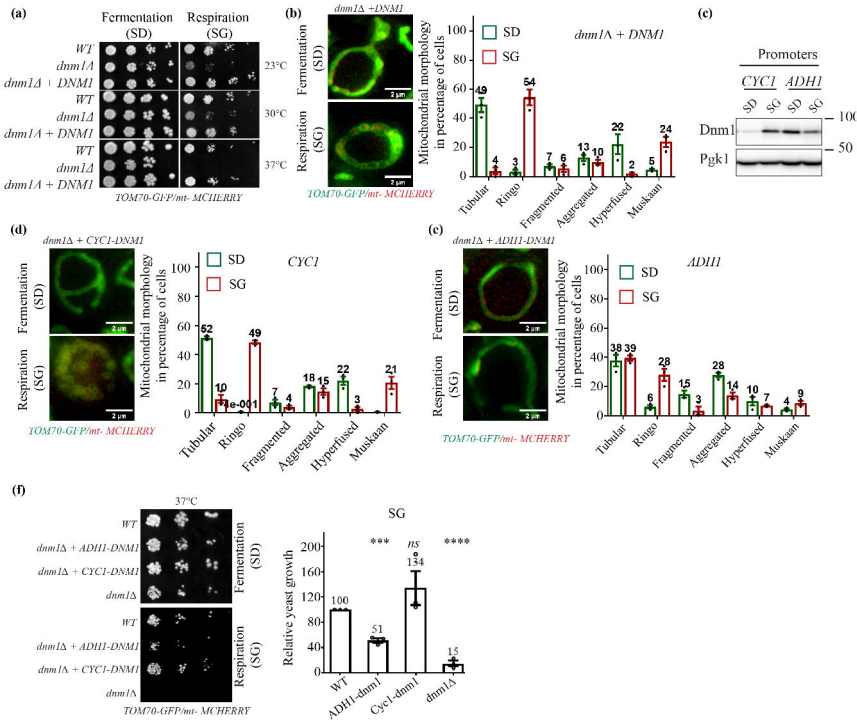 (a)
Fermentation
(SD)
Respiration
(SG)
WT
dnm1Λ
dnm1Δ + DNM1
23°C
WT
dnm1Δ
dnm1Λ + DNM1
30°C
WT
dnm1Δ
dnm1Λ + DNM1
37°C
TOM70-GFP/mt- MCHERRY
(b)
dnm1Δ +DNM1
Fermentation
(SD)
Respiration
(SG)
2 µm
2 µm
TOM70-GFP/mt- MCHERRY
dnm1Λ + DNM1
SD
SG
Mitochondrial morphology
in percentage of cells
100
80
60
40
20
0
49
4
3
54
7
6
13
10
22
2
5
24
Tubular
Ringo
Fragmented
Aggregated
Hyperfused
Muskaan
(c)
Promoters
CYC1
ADH1
SD
SG
SD
SG
Dnm1
Pgk1
100
50
(d)
dnm1Δ + CYC1-DNM1
Fermentation
(SD)
Respiration
(SG)
2 µm
2 µm
TOM70-GFP/mt- MCHERRY
CYC1
SD
SG
Mitochondrial morphology
in percentage of cells
100
80
60
40
20
0
52
10
4e-001
49
7
4
18
15
22
3
21
Tubular
Ringo
Fragmented
Aggregated
Hyperfused
Muskaan
(e)
dnm1Δ + ADH1-DNM1
Fermentation
(SD)
Respiration
(SG)
2 µm
2 µm
TOM70-GFP/mt- MCHERRY
ADH1
SD
SG
Mitochondrial morphology
in percentage of cells
100
80
60
40
20
0
38
39
6
28
15
3
28
14
10
7
4
9
Tubular
Ringo
Fragmented
Aggregated
Hyperfused
Muskaan
(f)
37°C
WT
dnm1Δ + ADH1-DNM1
dnm1Δ + CYC1-DNM1
dnm1Δ
Fermentation
(SD)
WT
dnm1Δ + ADH1-DNM1
dnm1Δ + CYC1-DNM1
dnm1Δ
Respiration
(SG)
TOM70-GFP/mt- MCHERRY
SG
Relative yeast growth
200
160
120
80
40
0
100
***
51
ns
134
****
15
WT
ADH1-dnm1
Cyc1-dnm1
dnm1Δ